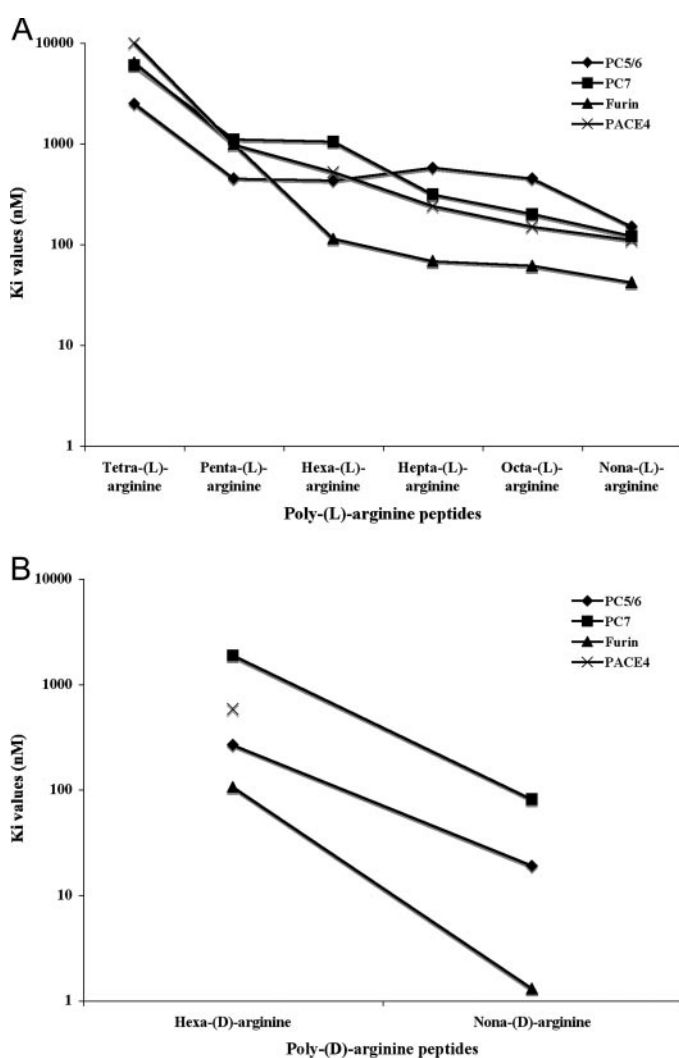 A
10000
1000
100
10
1
Ki values (nM)
PC5/6
PC7
Furin
PACE4
Tetra-(L)-
arginine
Penta-(L)-
arginine
Hexa-(L)-
arginine
Hepta-(L)-
arginine
Octa-(L)-
arginine
Nona-(L)-
arginine
Poly-(L)-arginine peptides
B
10000
1000
100
10
1
Ki values (nM)
PC5/6
PC7
Furin
PACE4
Hexa-(D)-arginine
Nona-(D)-arginine
Poly-(D)-arginine peptides